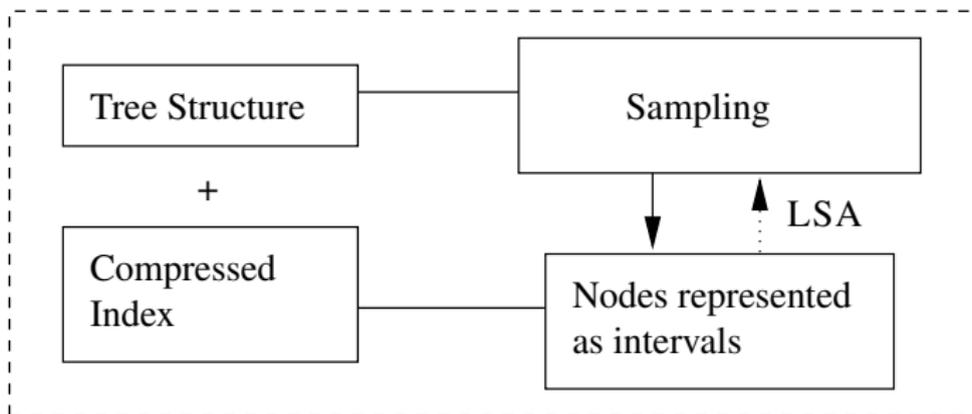 Tree Structure
Sampling
+
LSA
Compressed
Index
Nodes represented
as intervals